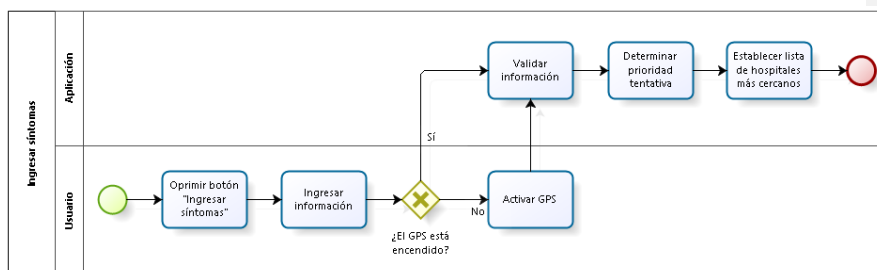 Ingresar síntomas
Aplicación
Validar
información
Determinar
prioridad
tentativa
Establecer lista
de hospitales
más cercanos
Sí
Usuario
Oprimir botón
"Ingresar
síntomas"
Ingresar
información
¿El GPS está
encendido?
No
Activar GPS